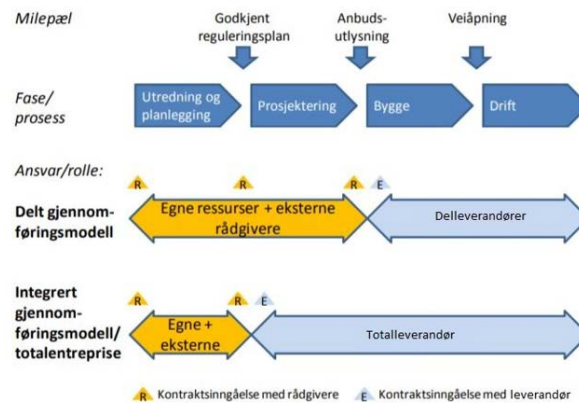 Milepæl
Godkjent
reguleringsplan
Anbuds-
utlysning
Veiåpning
Fase/
prosess
Utredning og
planlegging
Prosjektering
Bygge
Drift
Ansvar/rolle:
R
R
R
E
Delt gjennom-
føringsmodell
Egne ressurser + eksterne
rådgivere
Delleverandører
R
R
E
Integrert
gjennom-
føringsmodell/
totalentreprise
Egne +
eksterne
Totalleverandør
R Kontraktsinngåelse med rådgivere
E Kontraktsinngåelse med leverandør